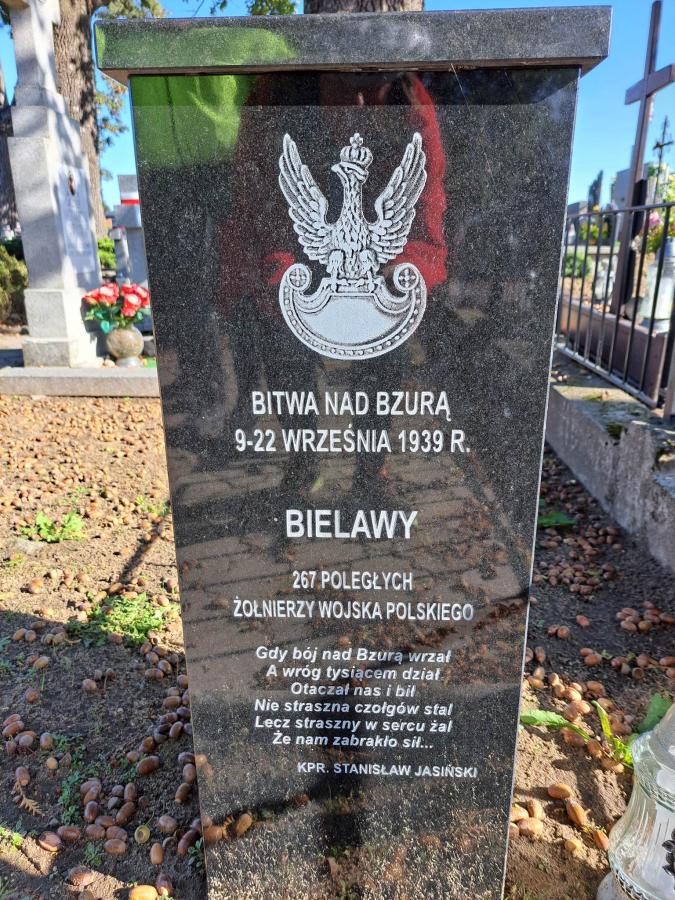 BITWA NAD BZURĄ
9-22 WRZEŚNIA 1939 R.
BIELAWY
267 POLEGŁYCH
ŻOŁNIERZY WOJSKA POLSKIEGO
Gdy bój nad Bzurą wrzał
A wróg tysiącem dział
Otaczał nas i bił
Nie straszna czołgów stal
Lecz straszny w sercu żal
Że nam zabrakło sił...
KPR. STANISŁAW JASIŃSKI